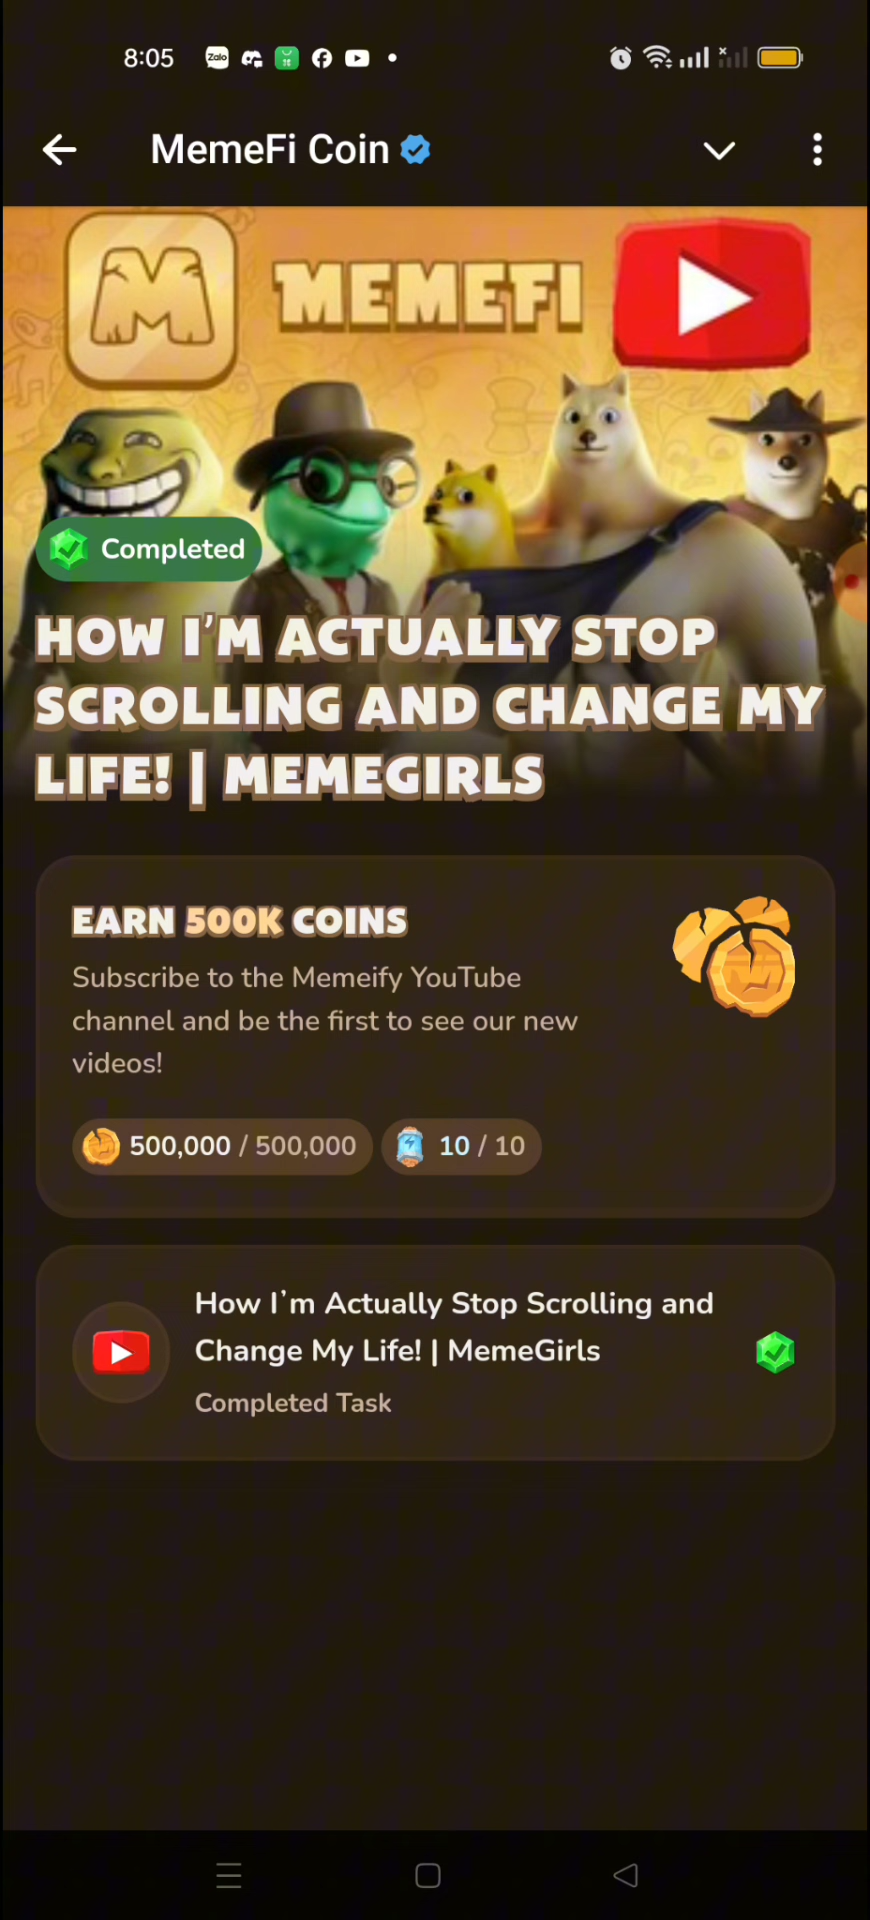 8:05 Zalo
MemeFi Coin
M MEMEFI
Completed
HOW I'M ACTUALLY STOP
SCROLLING AND CHANGE MY
LIFE! | MEMEGIRLS
EARN 500K COINS
Subscribe to the Memeify YouTube
channel and be the first to see our new
videos!
500,000 / 500,000 10 / 10
How I'm Actually Stop Scrolling and
Change My Life! | MemeGirls
Completed Task